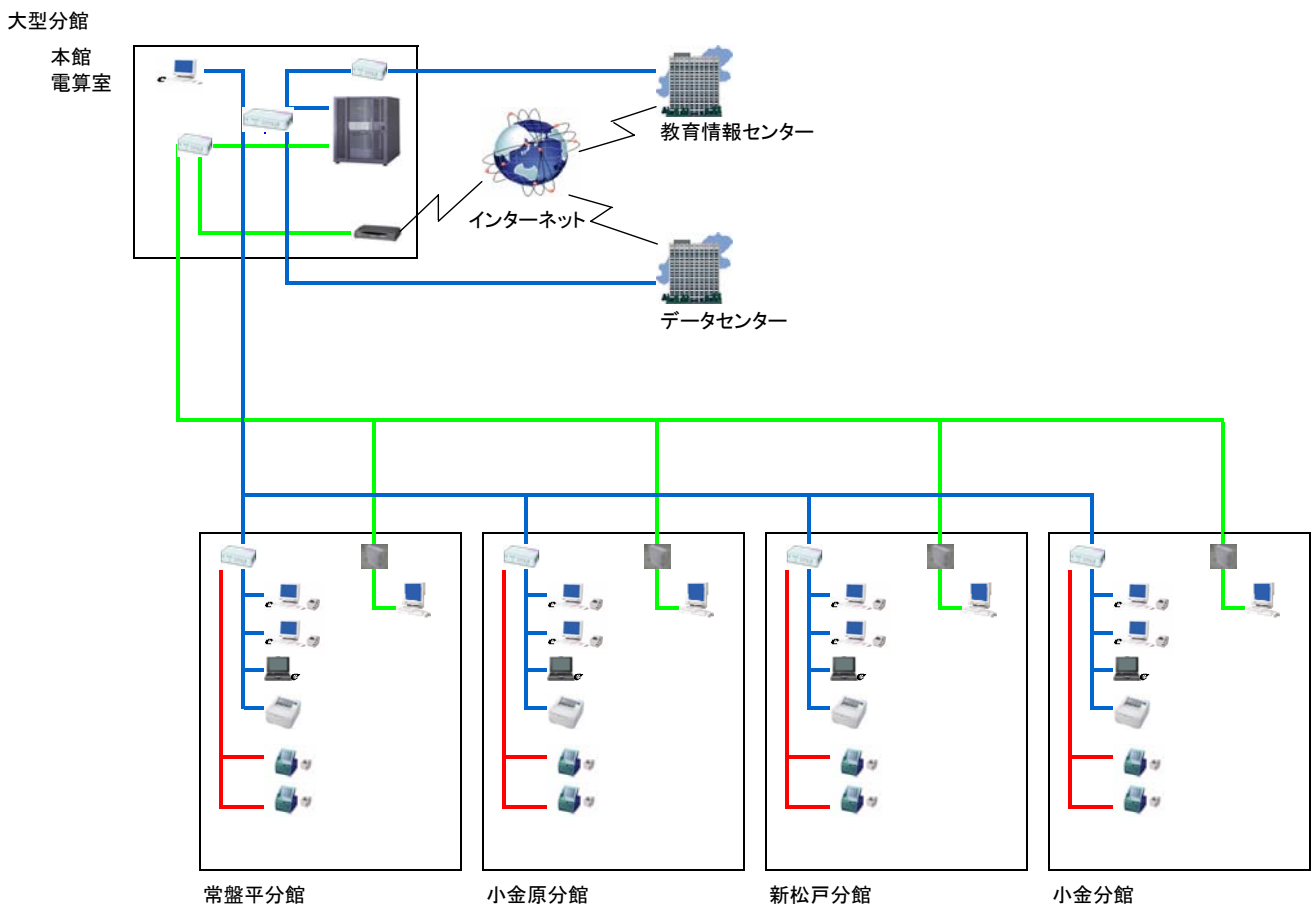 大型分館
本館
電算室
教育情報センター
インターネット
データセンター
常盤平分館
小金原分館
新松戸分館
小金分館